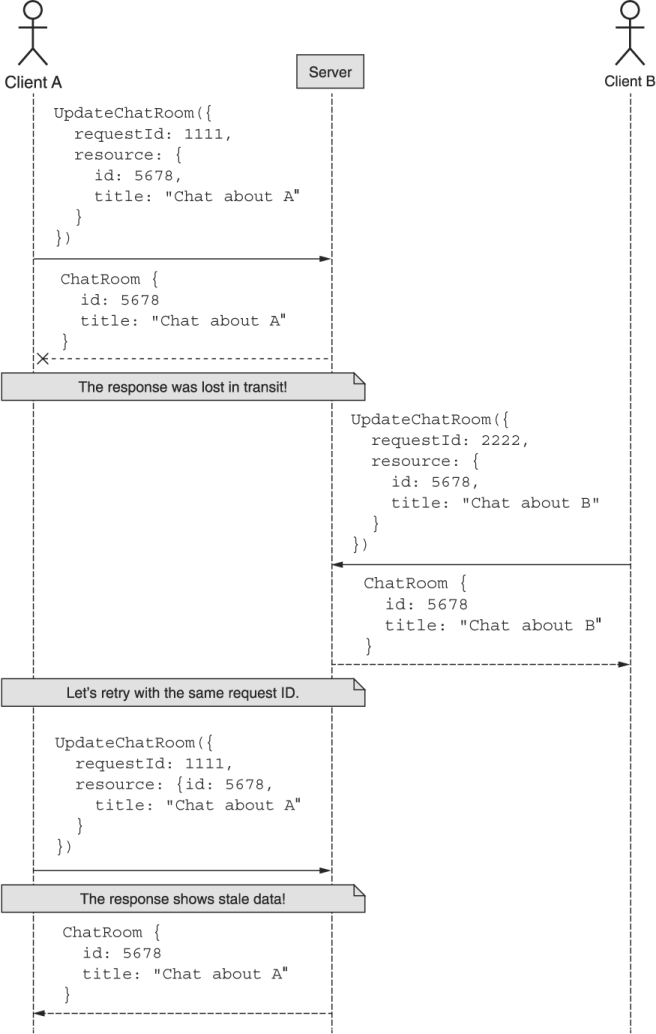 Client A
Server
Client B
UpdateChatRoom({
requestId: 1111,
resource: {
id: 5678,
title: "Chat about A"
}
})
ChatRoom {
id: 5678
title: "Chat about A"
}
The response was lost in transit!
UpdateChatRoom({
requestId: 2222,
resource: {
id: 5678,
title: "Chat about B"
}
})
ChatRoom {
id: 5678
title: "Chat about B"
}
Let's retry with the same request ID.
UpdateChatRoom({
requestId: 1111,
resource: {id: 5678,
title: "Chat about A"
}
})
The response shows stale data!
ChatRoom {
id: 5678
title: "Chat about A"
}